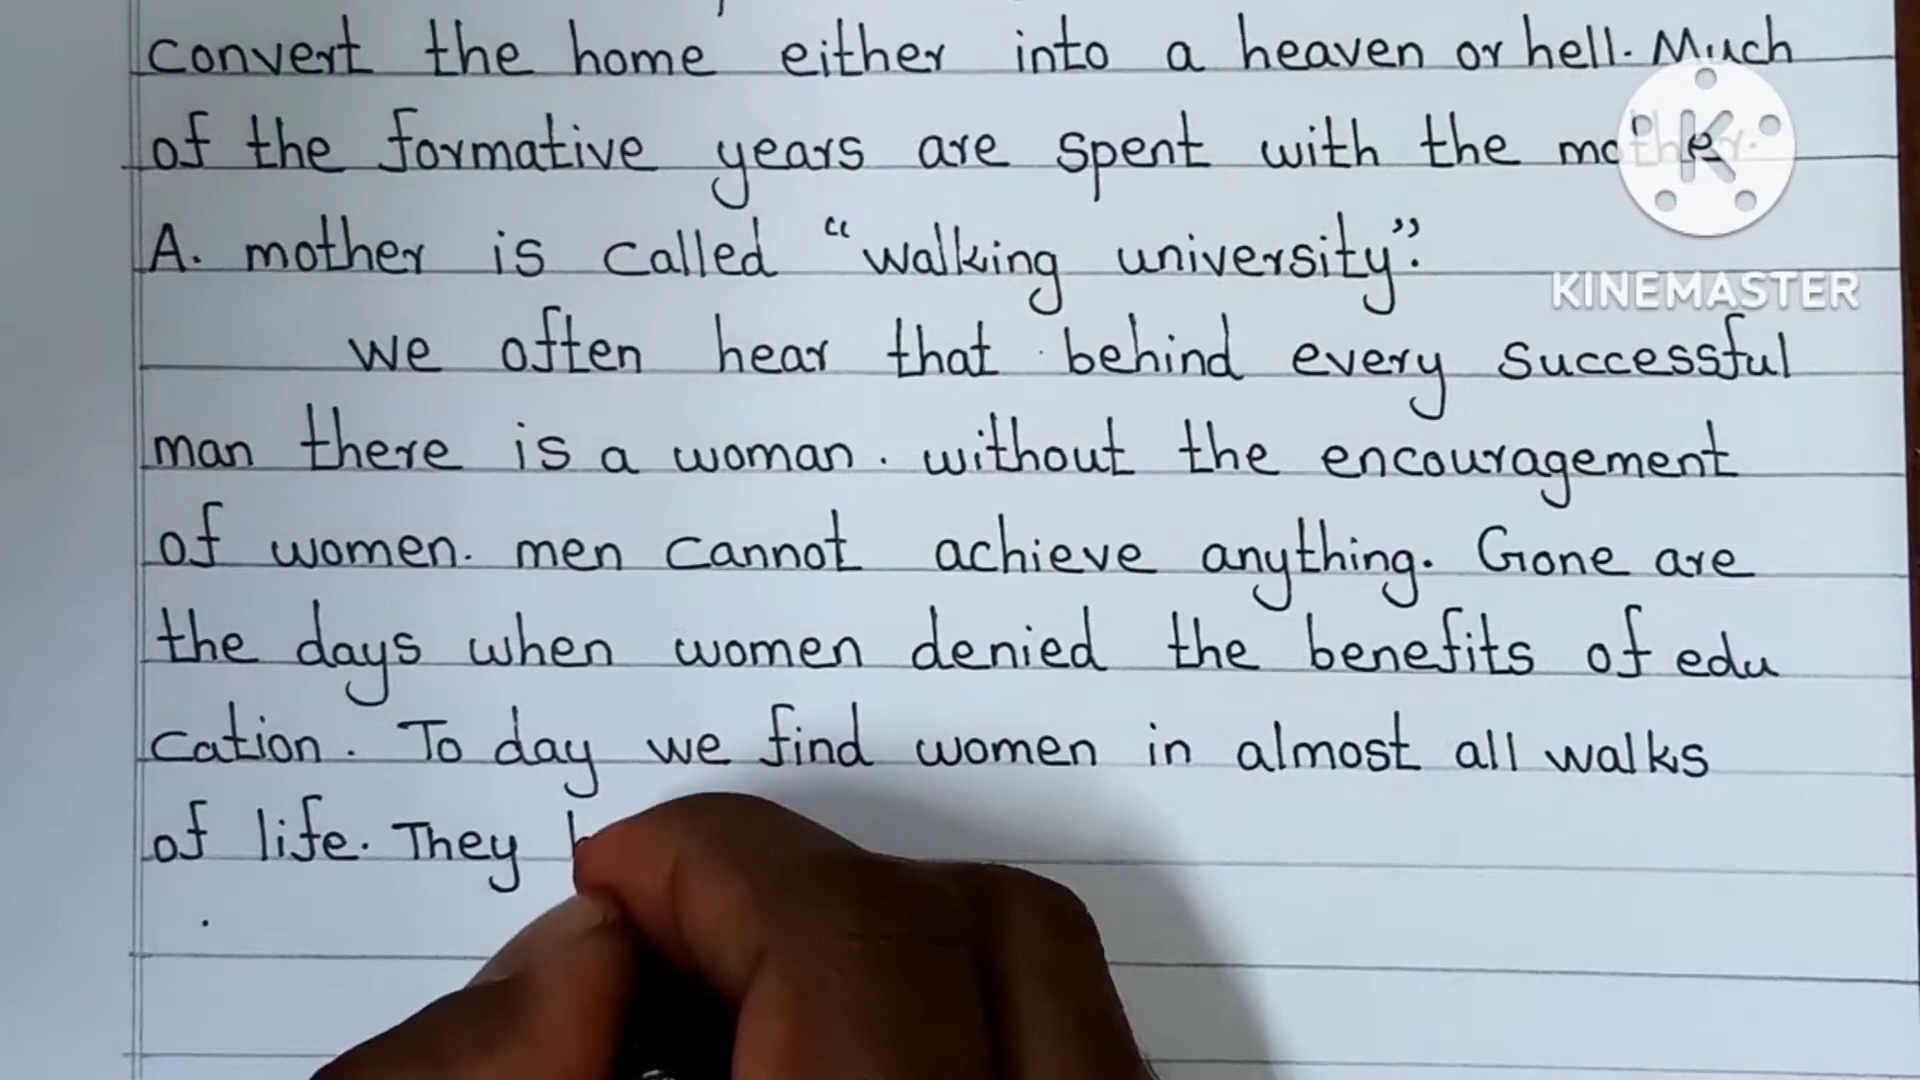 convert the home either into a heaven or hell. Much
of the formative years are spent with the mother.
A. mother is called "walking university".
KINEMASTER
we often hear that behind every successful
man there is a woman. without the encouragement
of women. men cannot achieve anything. Gone are
the days when women denied the benefits of edu
cation. To day we find women in almost all walks
of life. They